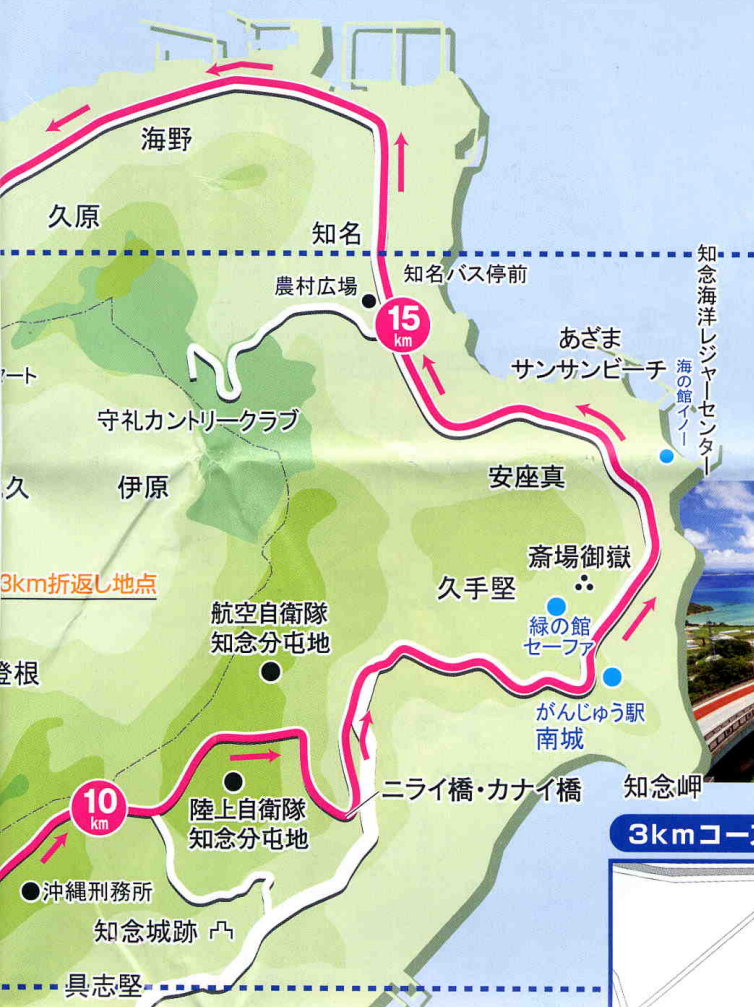 海野
久原
知名
知名バス停前
農村広場
15
km
あざま
サンサンビーチ
知念海洋レジャーセンター
海の館イノー
守礼カントリークラブ
伊原
久
安座真
3km折返し地点
斎場御嶽
久手堅
緑の館
セーファ
航空自衛隊
知念分屯地
がんじゅう駅
南城
ニライ橋・カナイ橋
知念岬
10
km
陸上自衛隊
知念分屯地
3kmコー
沖縄刑務所
知念城跡
具志堅